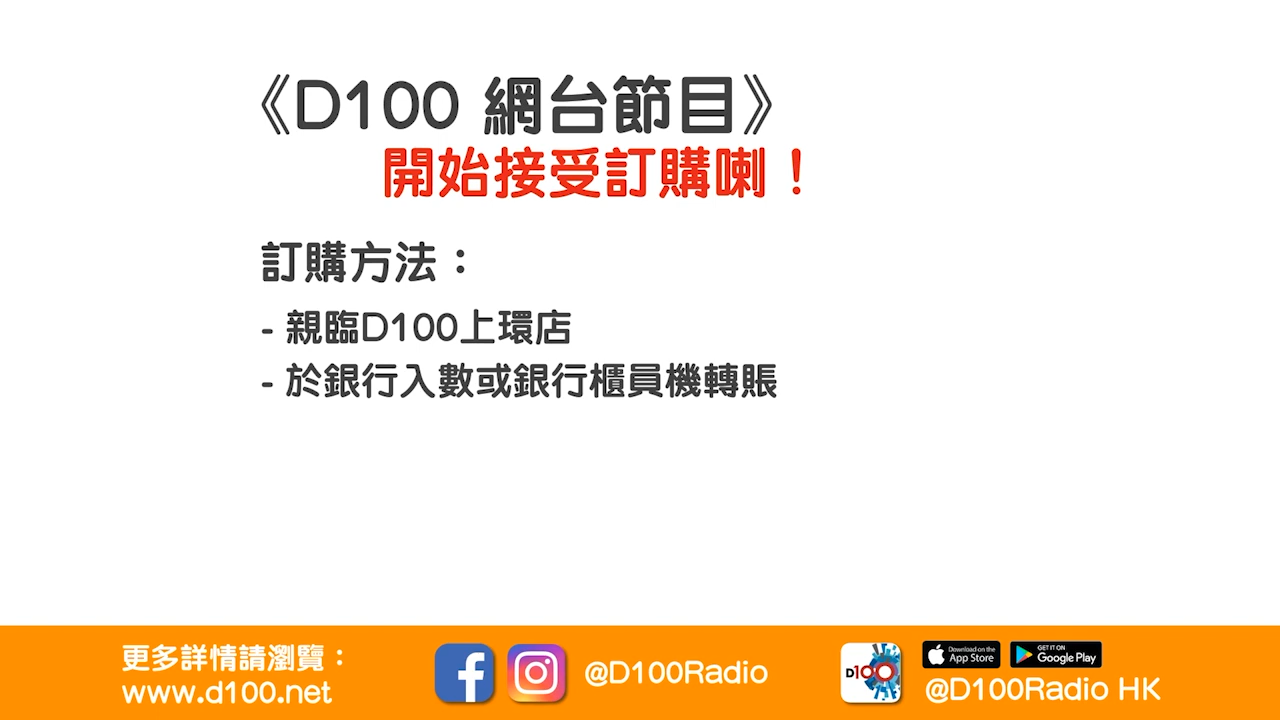 《D100 網台節目》
開始接受訂購喇！
訂購方法：
- 親臨D100上環店
- 於銀行入數或銀行櫃員機轉賬
更多詳情請瀏覽：
www.d100.net
@D100Radio
D100
Download on the App Store
GET IT ON Google Play
@D100Radio HK